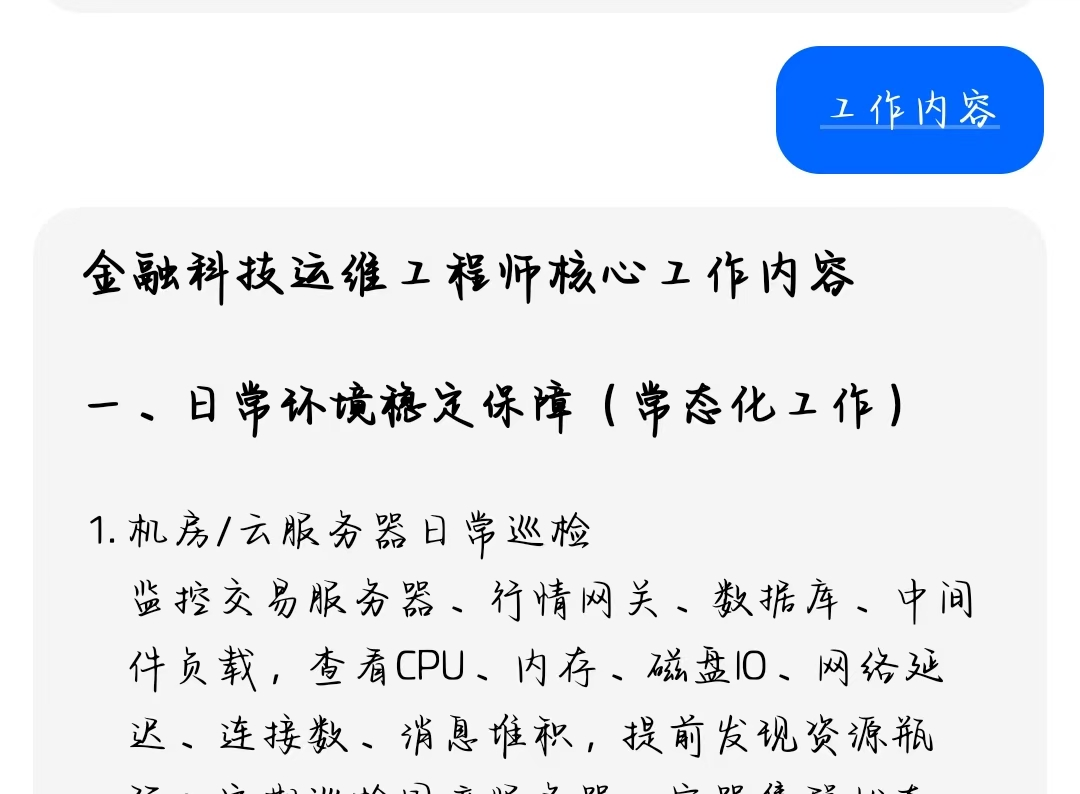 工作内容
金融科技运维工程师核心工作内容
一、日常环境稳定保障（常态化工作）
1. 机房/云服务器日常巡检
监控交易服务器、行情网关、数据库、中间
件负载，查看CPU、内存、磁盘IO、网络延
迟、连接数、消息堆积，提前发现资源瓶